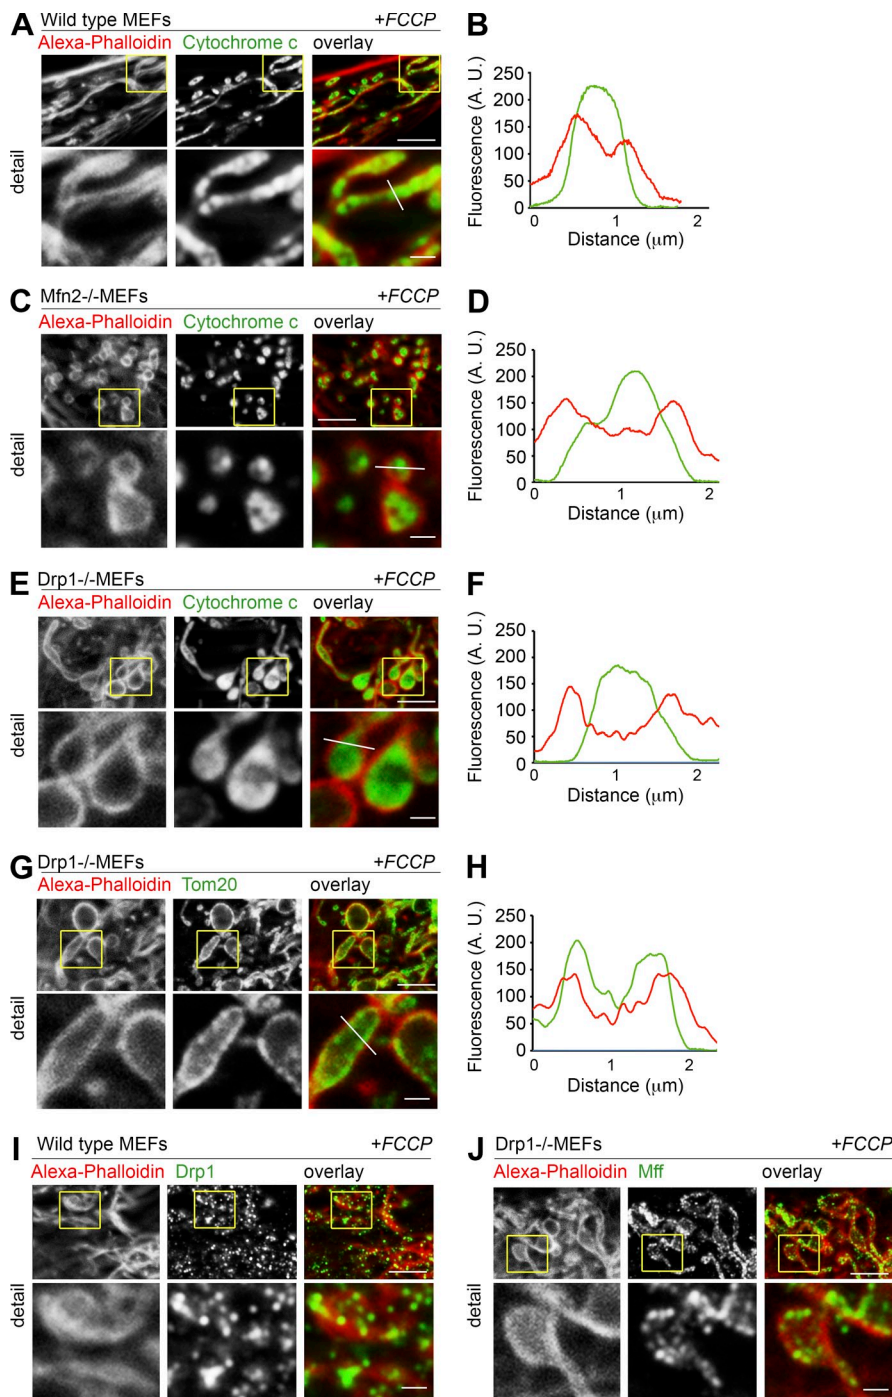 A Wild type MEFs +FCCP
Alexa-Phalloidin Cytochrome c overlay
detail
B
Fluorescence (A. U.)
250
200
150
100
50
0
0 1 2
Distance (μm)
C Mfn2-/-MEFs +FCCP
Alexa-Phalloidin Cytochrome c overlay
detail
D
Fluorescence (A. U.)
250
200
150
100
50
0
0 1 2
Distance (μm)
E Drp1-/-MEFs +FCCP
Alexa-Phalloidin Cytochrome c overlay
detail
F
Fluorescence (A. U.)
250
200
150
100
50
0
0 1 2
Distance (μm)
G Drp1-/-MEFs +FCCP
Alexa-Phalloidin Tom20 overlay
detail
H
Fluorescence (A. U.)
250
200
150
100
50
0
0 1 2
Distance (μm)
I Wild type MEFs +FCCP
Alexa-Phalloidin Drp1 overlay
detail
J Drp1-/-MEFs +FCCP
Alexa-Phalloidin Mff overlay
detail